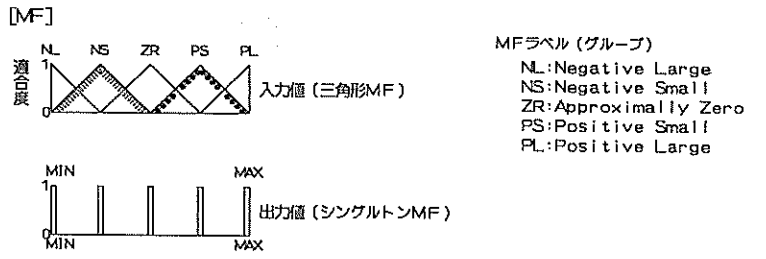 [MF]
NL NS ZR PS PL
適合度
1
0
入力値(三角形MF)
MIN MAX
1
0
MIN MAX
出力値(シングルトンMF)
MFラベル(グループ)
NL:Negative Large
NS:Negative Small
ZR:Approximally Zero
PS:Positive Small
PL:Positive Large